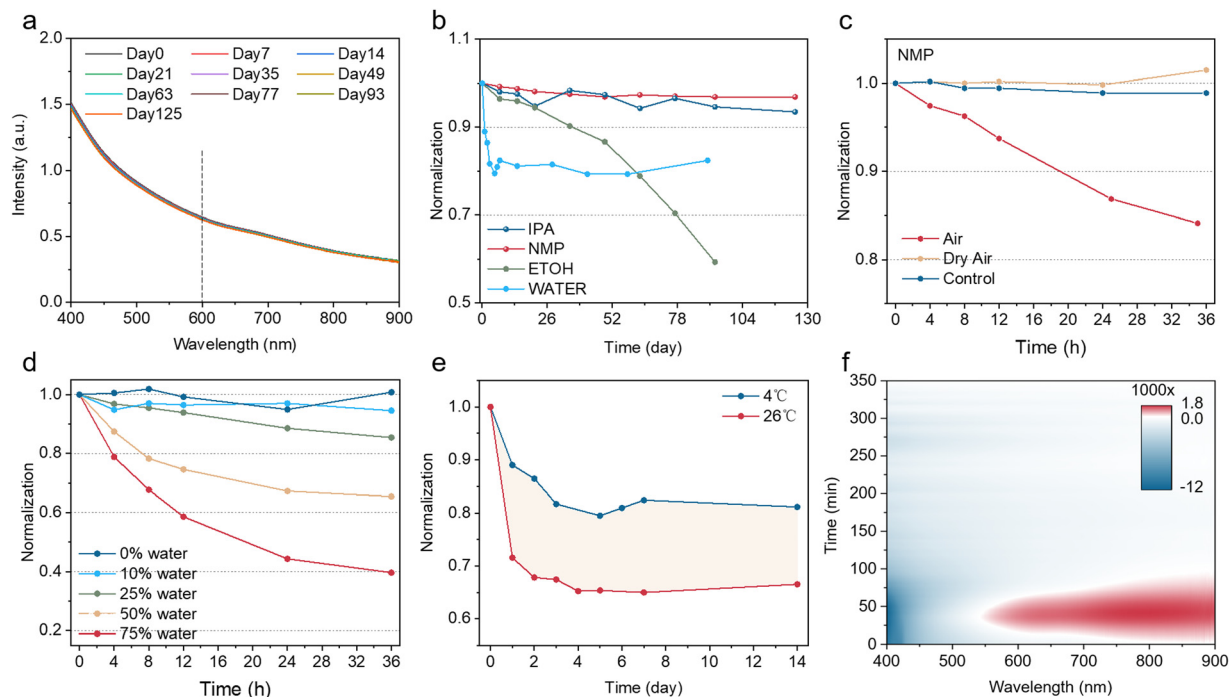 a
2.0
1.5
1.0
0.5
0.0
Intensity (a.u.)
Day0 Day7 Day14
Day21 Day35 Day49
Day63 Day77 Day93
Day125
400 500 600 700 800 900
Wavelength (nm)
b
1.1
0.9
0.7
0.5
Normalization
IPA
NMP
ETOH
WATER
0 26 52 78 104 130
Time (day)
c
NMP
1.0
0.9
0.8
Normalization
Air
Dry Air
Control
0 4 8 12 16 20 24 28 32 36
Time (h)
d
1.0
0.8
0.6
0.4
0.2
Normalization
0% water
10% water
25% water
50% water
75% water
0 4 8 12 16 20 24 28 32 36
Time (h)
e
1.0
0.9
0.8
0.7
0.6
Normalization
4℃
26℃
0 2 4 6 8 10 12 14
Time (day)
f
350
300
250
200
150
100
50
0
Time (min)
1000x
1.8
0.0
-12
400 500 600 700 800 900
Wavelength (nm)